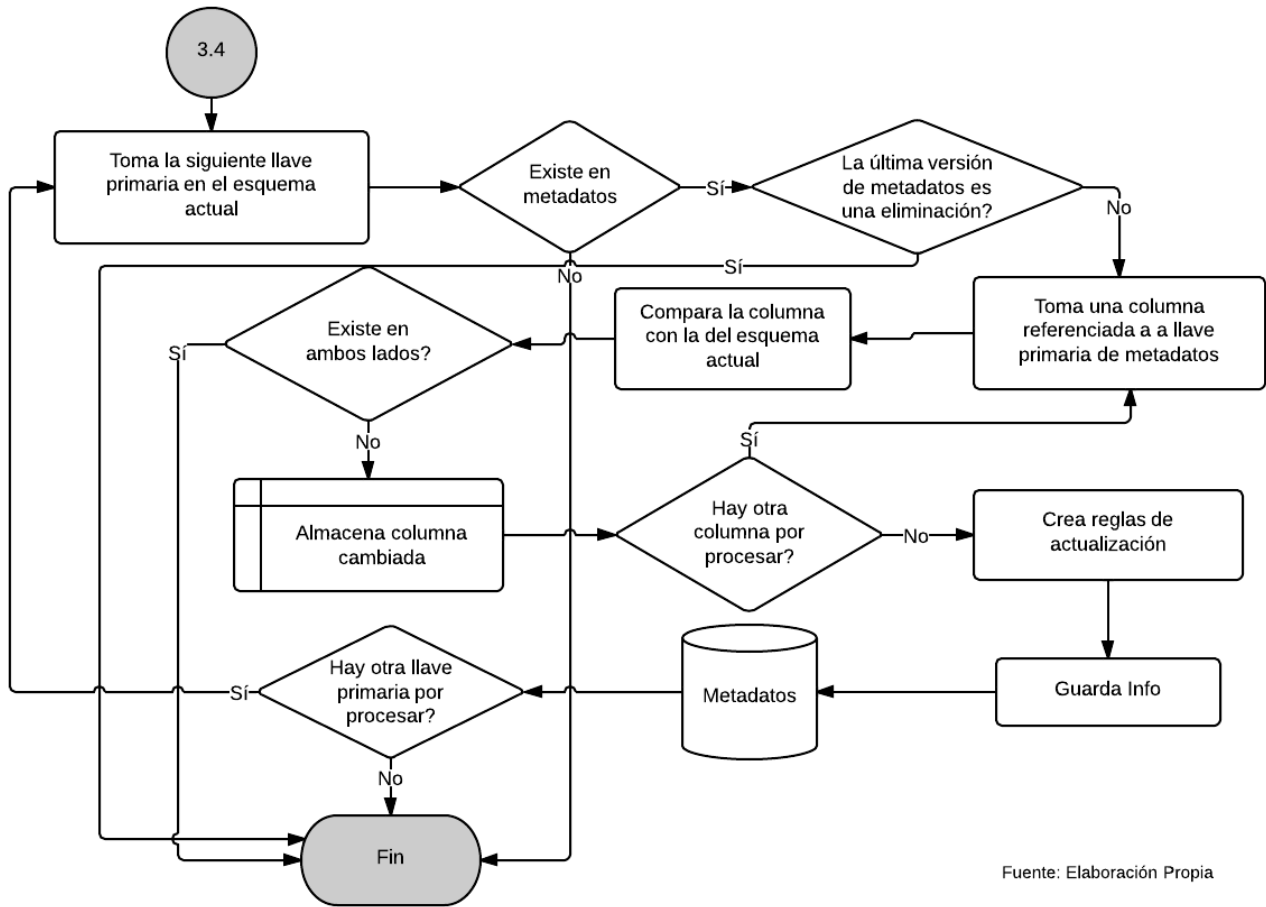 3.4
Toma la siguiente llave
primaria en el esquema
actual
Existe en
metadatos
Sí
La última versión
de metadatos es
una eliminación?
No
Sí
No
Toma una columna
referenciada a a llave
primaria de metadatos
Compara la columna
con la del esquema
actual
Existe en
ambos lados?
Sí
No
Almacena columna
cambiada
Sí
Hay otra
columna por
procesar?
No
Crea reglas de
actualización
Guarda Info
Metadatos
Hay otra llave
primaria por
procesar?
Sí
No
Fin
Fuente: Elaboración Propia